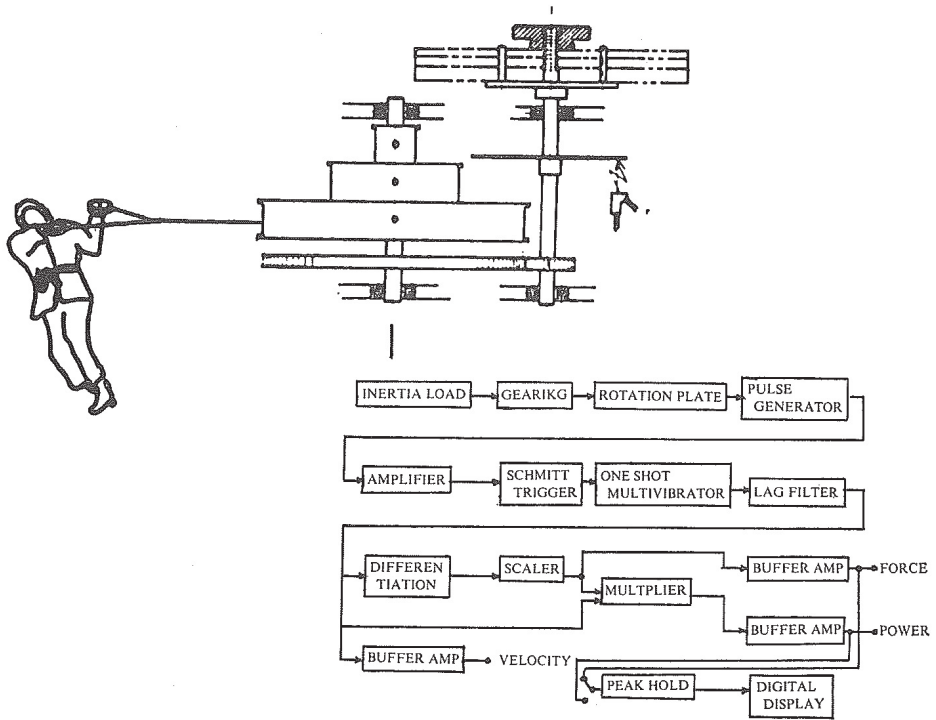 INERTIA LOAD
GEARIKG
ROTATION PLATE
PULSE
GENERATOR
AMPLIFIER
SCHMITT
TRIGGER
ONE SHOT
MULTIVIBRATOR
LAG FILTER
DIFFEREN
TIATION
SCALER
MULTPLIER
BUFFER AMP
FORCE
BUFFER AMP
POWER
BUFFER AMP
VELOCITY
PEAK HOLD
DIGITAL
DISPLAY